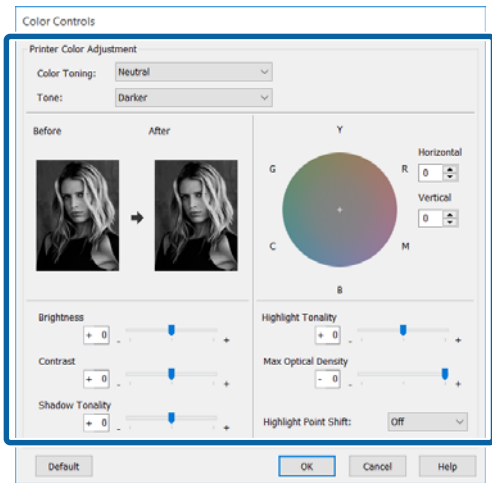 Color Controls
Printer Color Adjustment
Color Toning: Neutral
Tone: Darker
Before After
Y
G R
C M
B
Horizontal
0
Vertical
0
Brightness
+ 0 - +
Contrast
+ 0 - +
Shadow Tonality
+ 0 - +
Highlight Tonality
+ 0 - +
Max Optical Density
- 0 - +
Highlight Point Shift: Off
Default OK Cancel Help